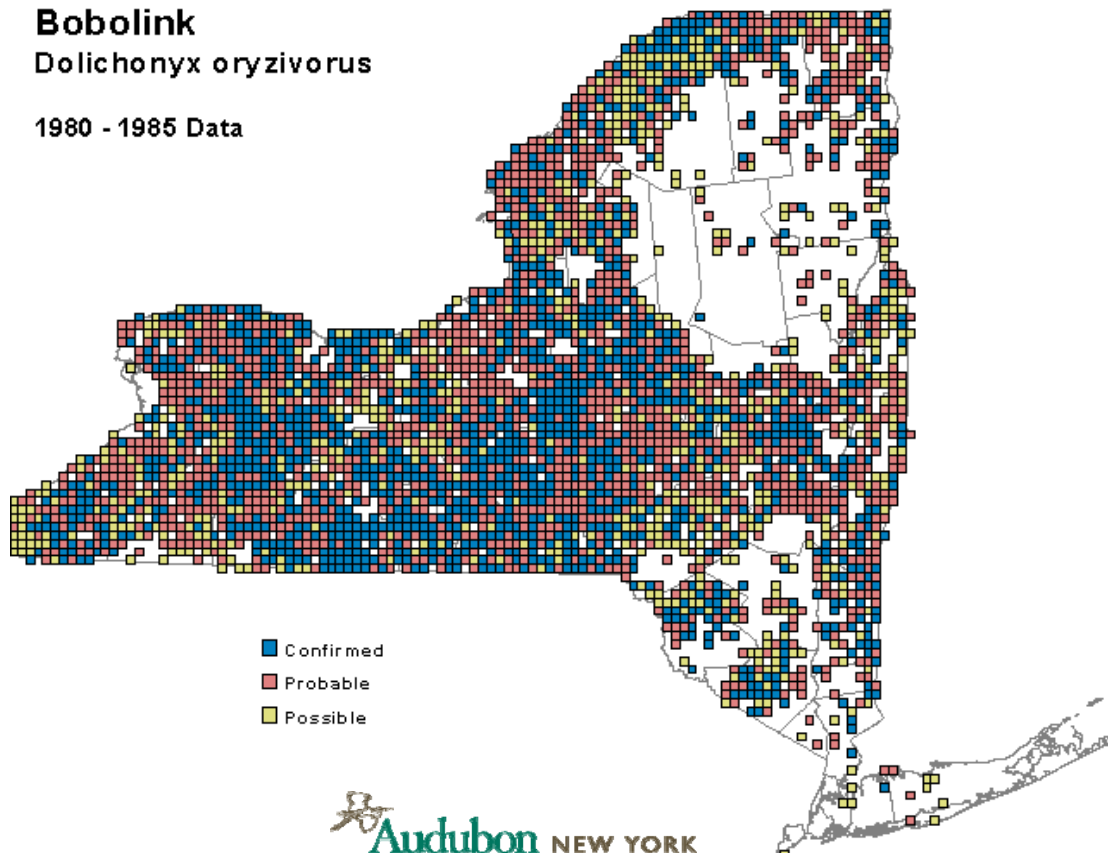 Bobolink
Dolichonyx oryzivorus
1980 - 1985 Data
Confirmed
Probable
Possible
Audubon NEW YORK